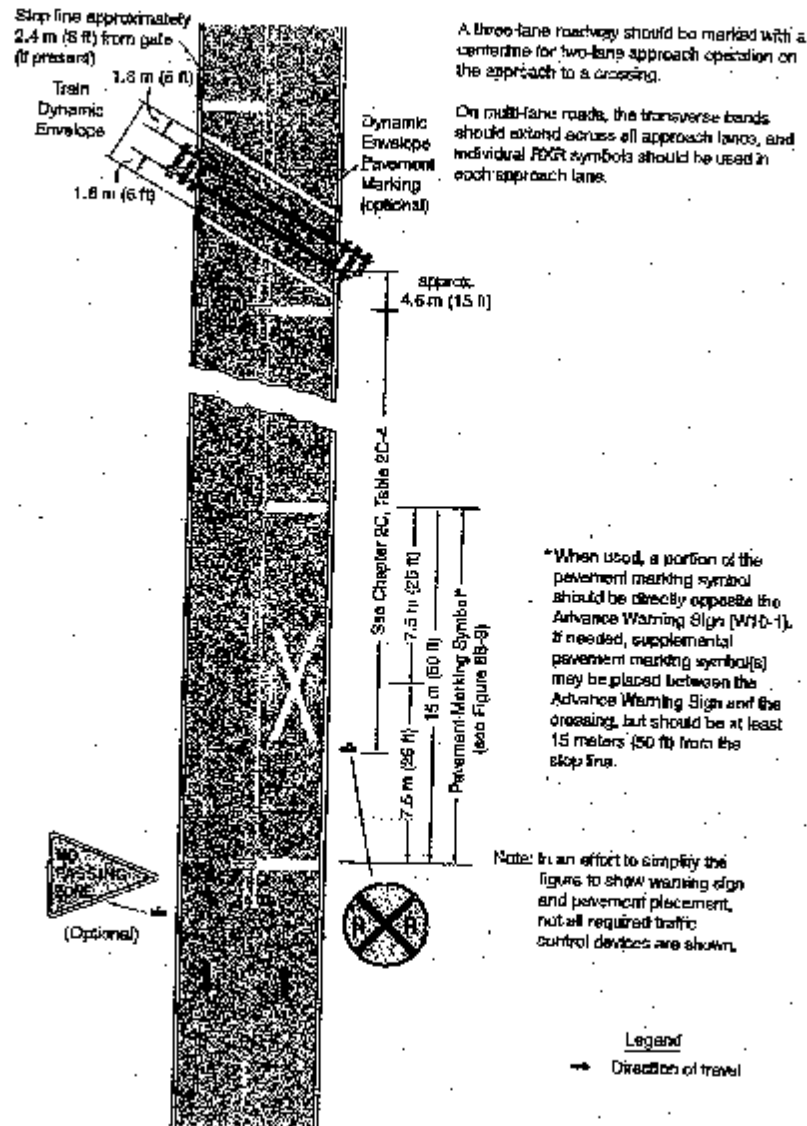 Stop line approximately
2.4 m (8 ft) from gate
(if present)
1.8 m (6 ft)
Train
Dynamic
Envelope
1.8 m (6 ft)
Dynamic
Envelope
Pavement
Marking
(optional)
A three-lane roadway should be marked with a
centerline for two-lane approach operation on
the approach to a crossing.
On multi-lane roads, the transverse bands
should extend across all approach lanes, and
individual RXR symbols should be used in
each approach lane.
approx.
4.6 m (15 ft)
See Chapter 2C, Table 2C-4
7.5 m (25 ft)
15 m (50 ft)
Pavement Marking Symbol*
(see Figure 8B-9)
7.5 m (25 ft)
*When used, a portion of the
pavement marking symbol
should be directly opposite the
Advance Warning Sign (W10-1).
If needed, supplemental
pavement marking symbol(s)
may be placed between the
Advance Warning Sign and the
crossing, but should be at least
15 meters (50 ft) from the
stop line.
NO
PASSING
ZONE
(Optional)
R R
Note: In an effort to simplify the
figure to show warning sign
and pavement placement,
not all required traffic
control devices are shown.
Legend
Direction of travel